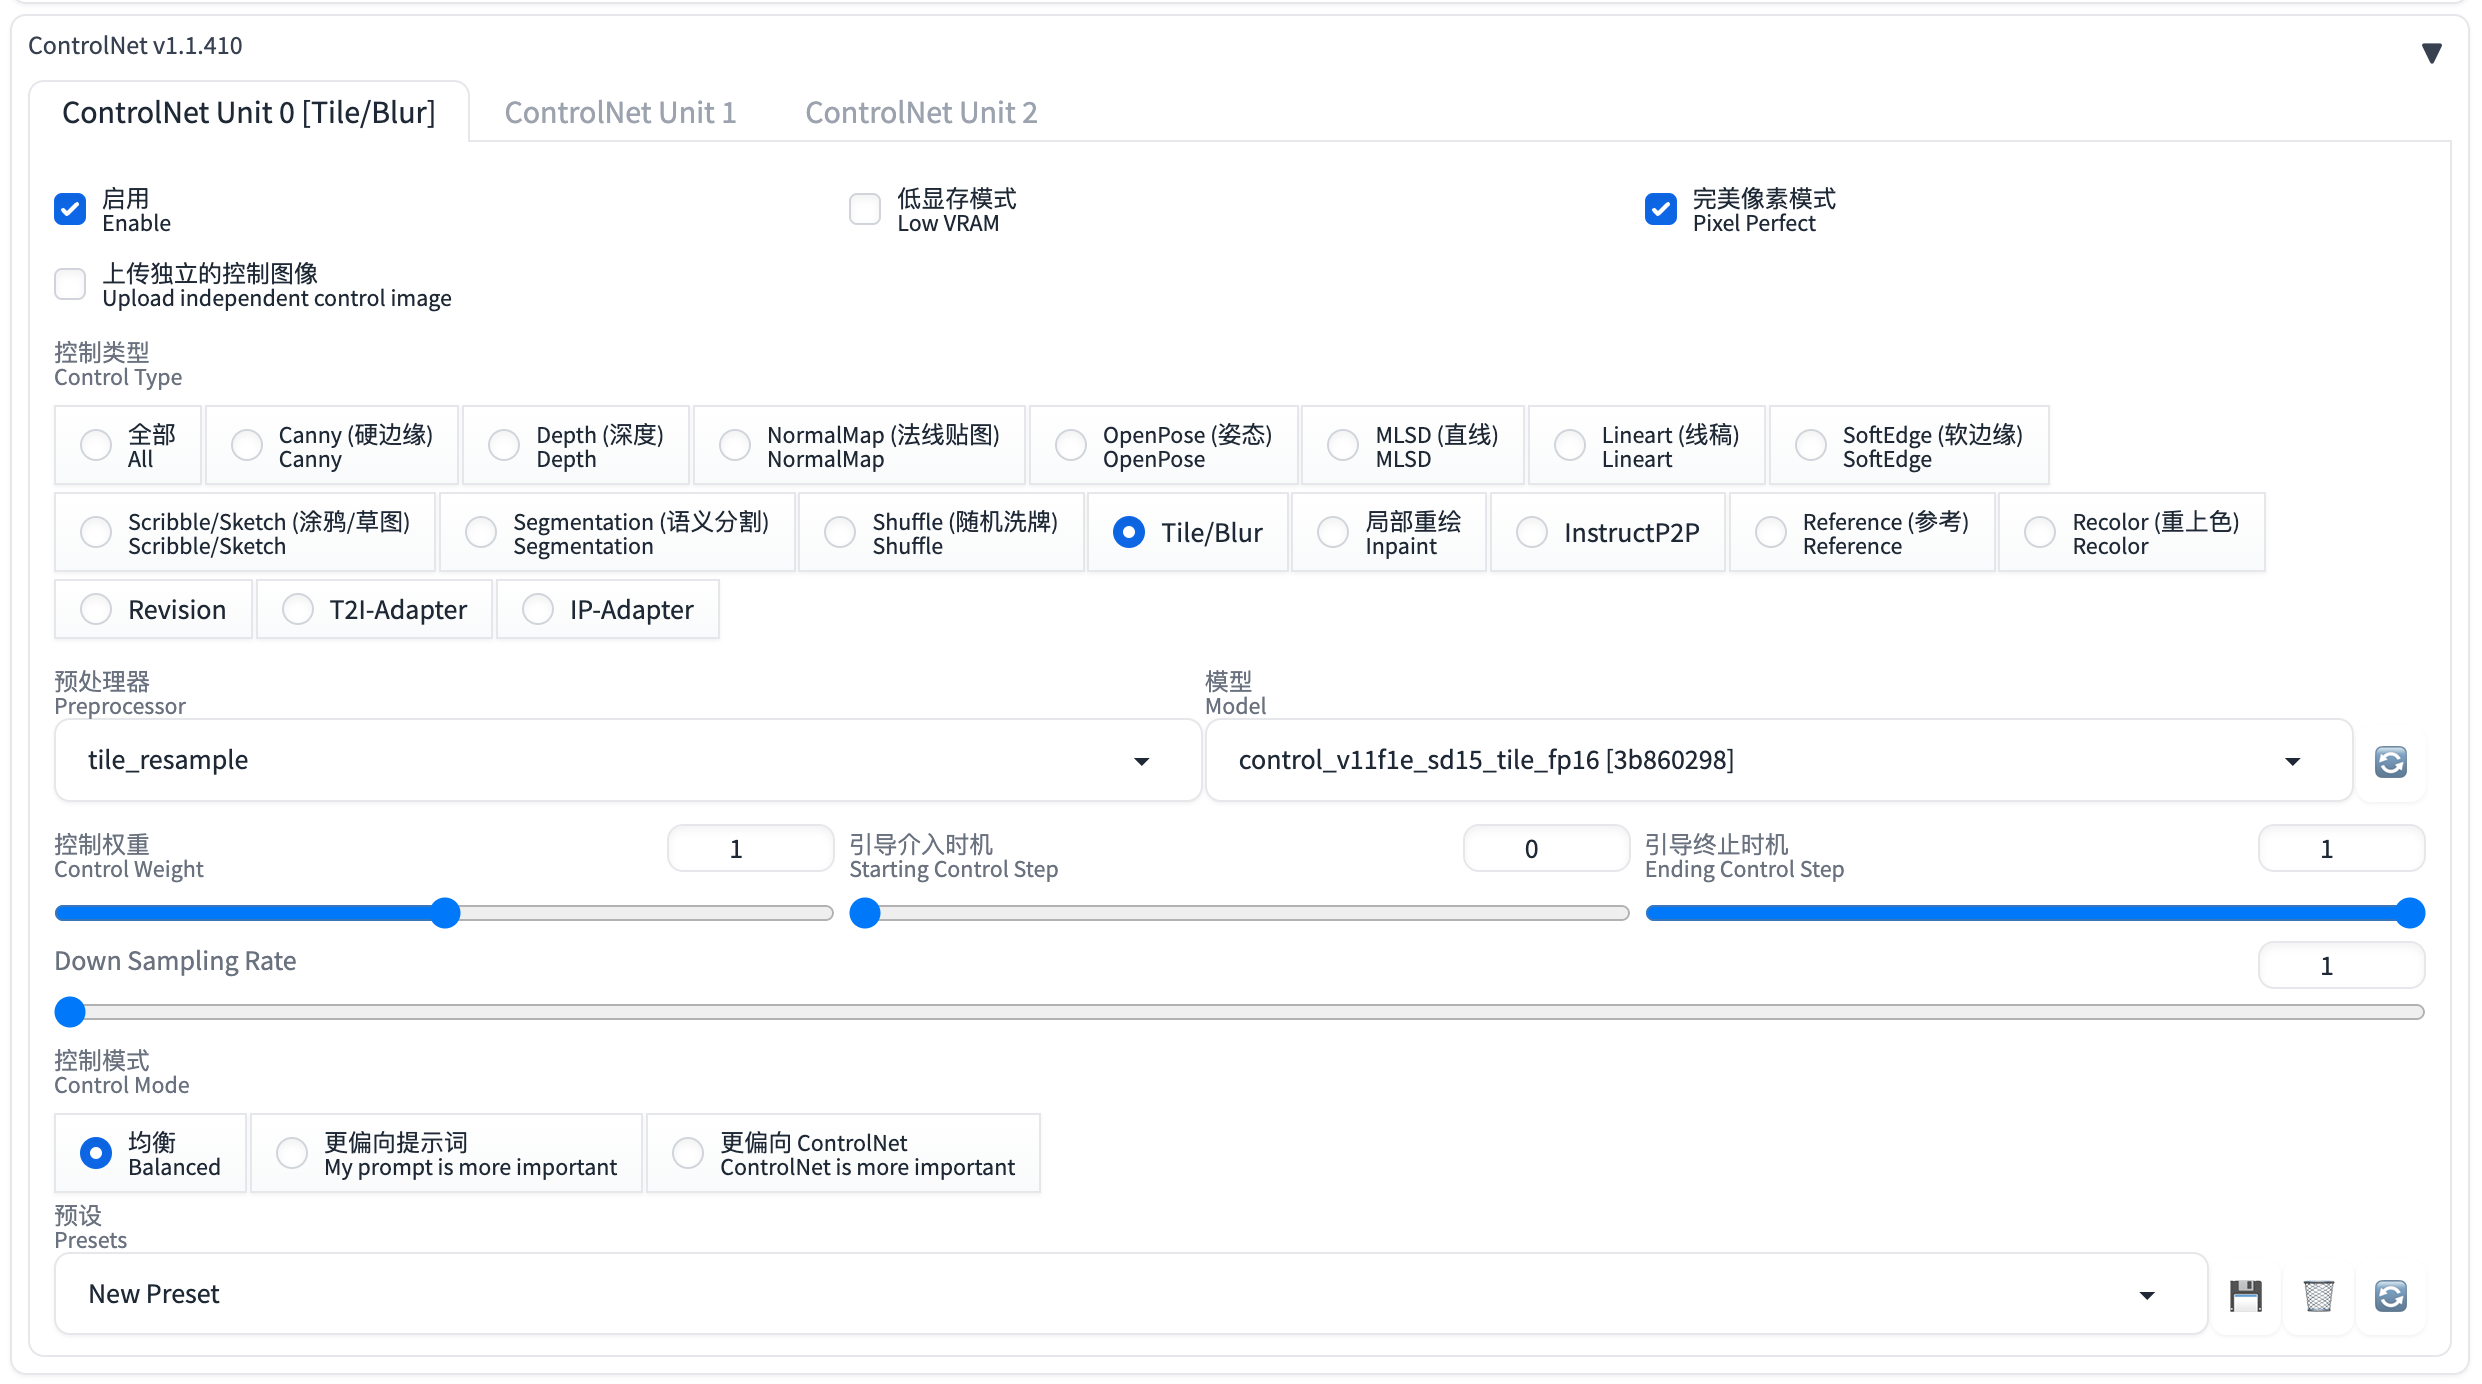 ControlNet v1.1.410
ControlNet Unit 0 [Tile/Blur] ControlNet Unit 1 ControlNet Unit 2
启用
Enable
低显存模式
Low VRAM
完美像素模式
Pixel Perfect
上传独立的控制图像
Upload independent control image
控制类型
Control Type
全部
All
Canny (硬边缘)
Canny
Depth (深度)
Depth
NormalMap (法线贴图)
NormalMap
OpenPose (姿态)
OpenPose
MLSD (直线)
MLSD
Lineart (线稿)
Lineart
SoftEdge (软边缘)
SoftEdge
Scribble/Sketch (涂鸦/草图)
Scribble/Sketch
Segmentation (语义分割)
Segmentation
Shuffle (随机洗牌)
Shuffle
Tile/Blur
局部重绘
Inpaint
InstructP2P
Reference (参考)
Reference
Recolor (重上色)
Recolor
Revision
T2I-Adapter
IP-Adapter
预处理器
Preprocessor
tile_resample
模型
Model
control_v11f1e_sd15_tile_fp16 [3b860298]
控制权重
Control Weight
1
引导介入时机
Starting Control Step
0
引导终止时机
Ending Control Step
1
Down Sampling Rate
1
控制模式
Control Mode
均衡
Balanced
更偏向提示词
My prompt is more important
更偏向 ControlNet
ControlNet is more important
预设
Presets
New Preset